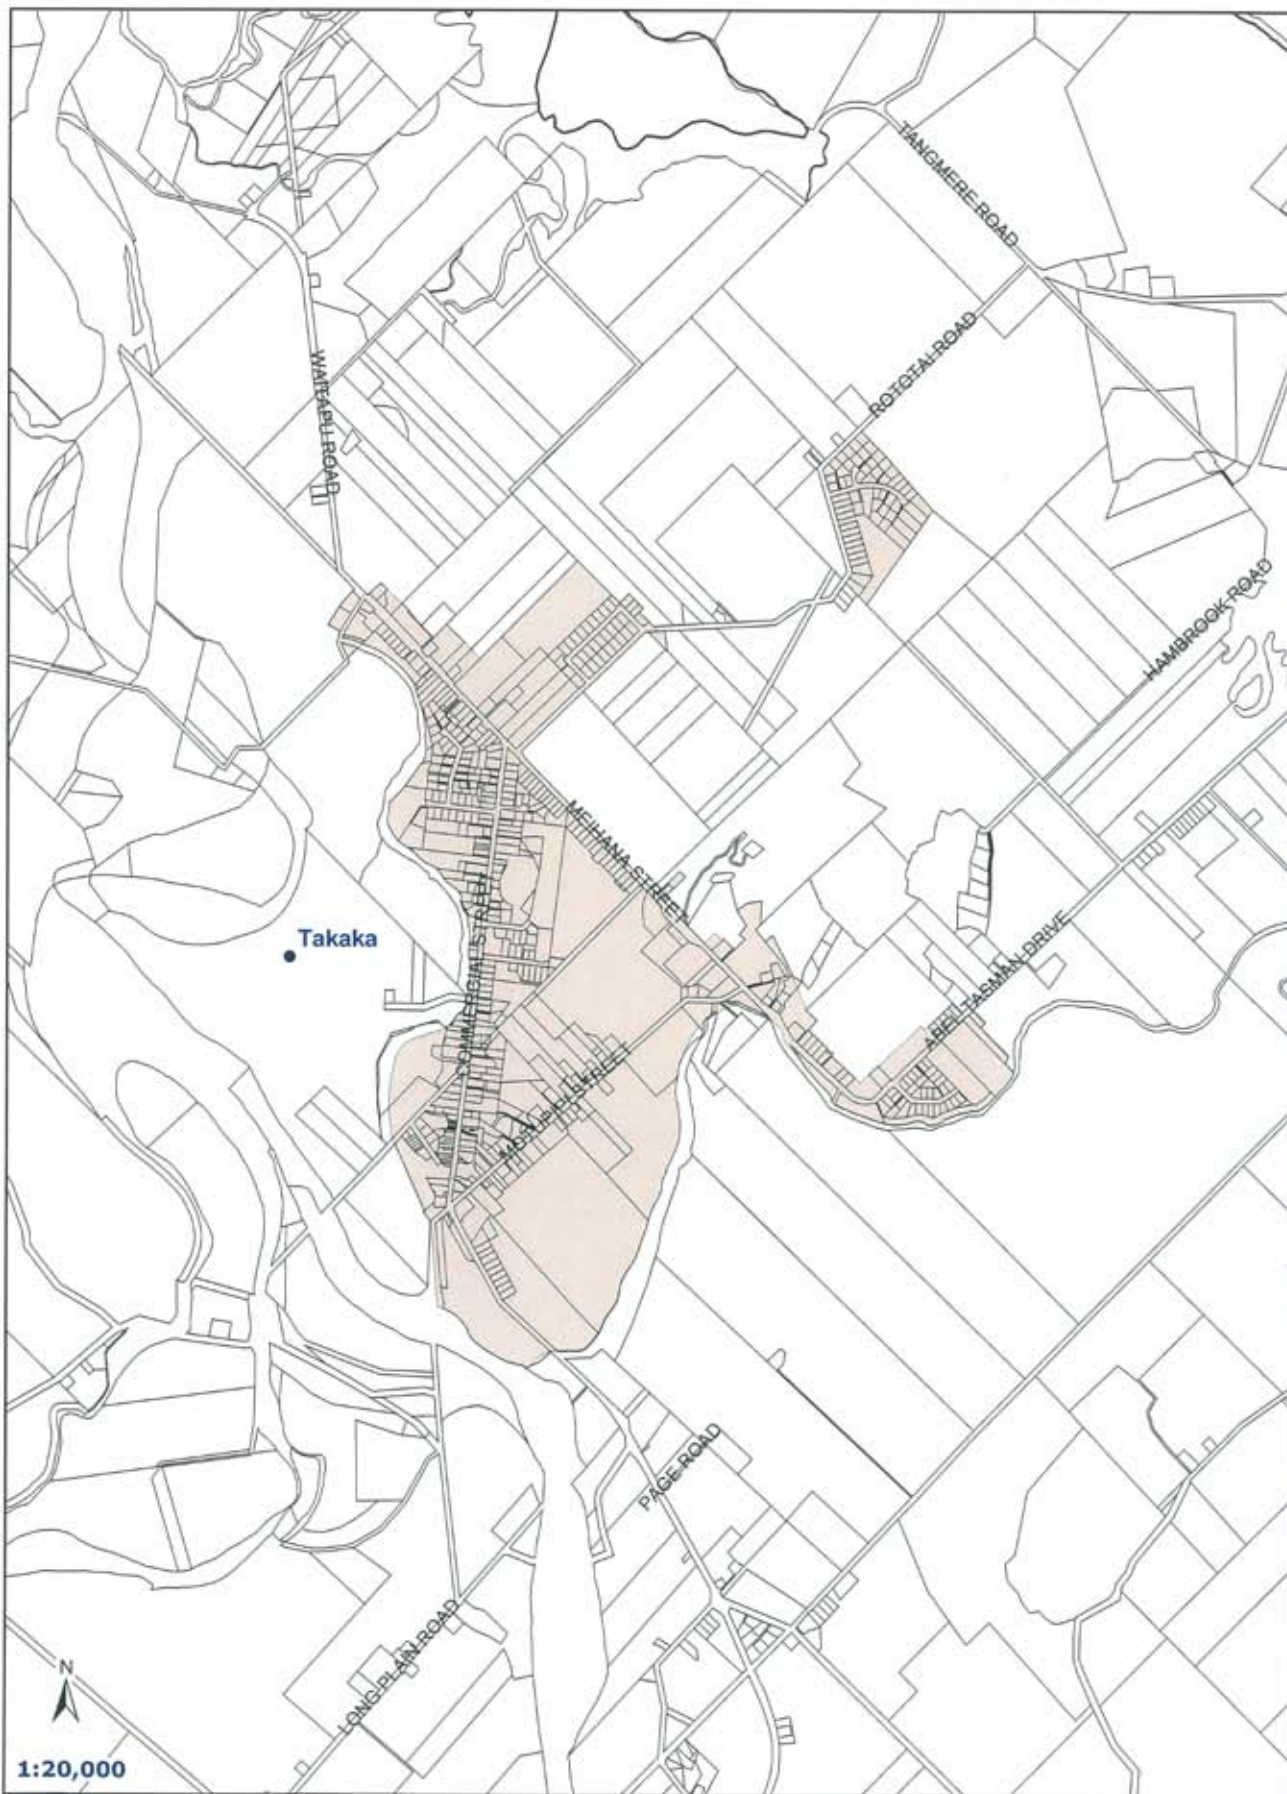 TANGMERE ROAD
ROTOTAI ROAD
WAITAPU ROAD
HAMBROOK ROAD
MEIHANA STREET
Takaka
COMMERCIAL STREET
ABEL TASMAN DRIVE
MOTUPIPI STREET
PAGE ROAD
LONG PLAIN ROAD
N
1:20,000